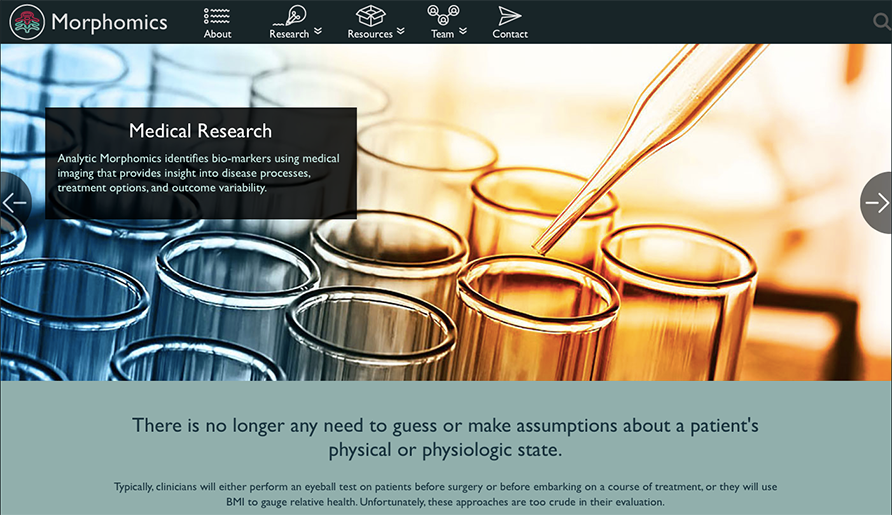 Morphomics
About
Research
Resources
Team
Contact
Medical Research
Analytic Morphomics identifies bio-markers using medical
imaging that provides insight into disease processes,
treatment options, and outcome variability.
There is no longer any need to guess or make assumptions about a patient's
physical or physiologic state.
Typically, clinicians will either perform an eyeball test on patients before surgery or before embarking on a course of treatment, or they will use
BMI to gauge relative health. Unfortunately, these approaches are too crude in their evaluation.